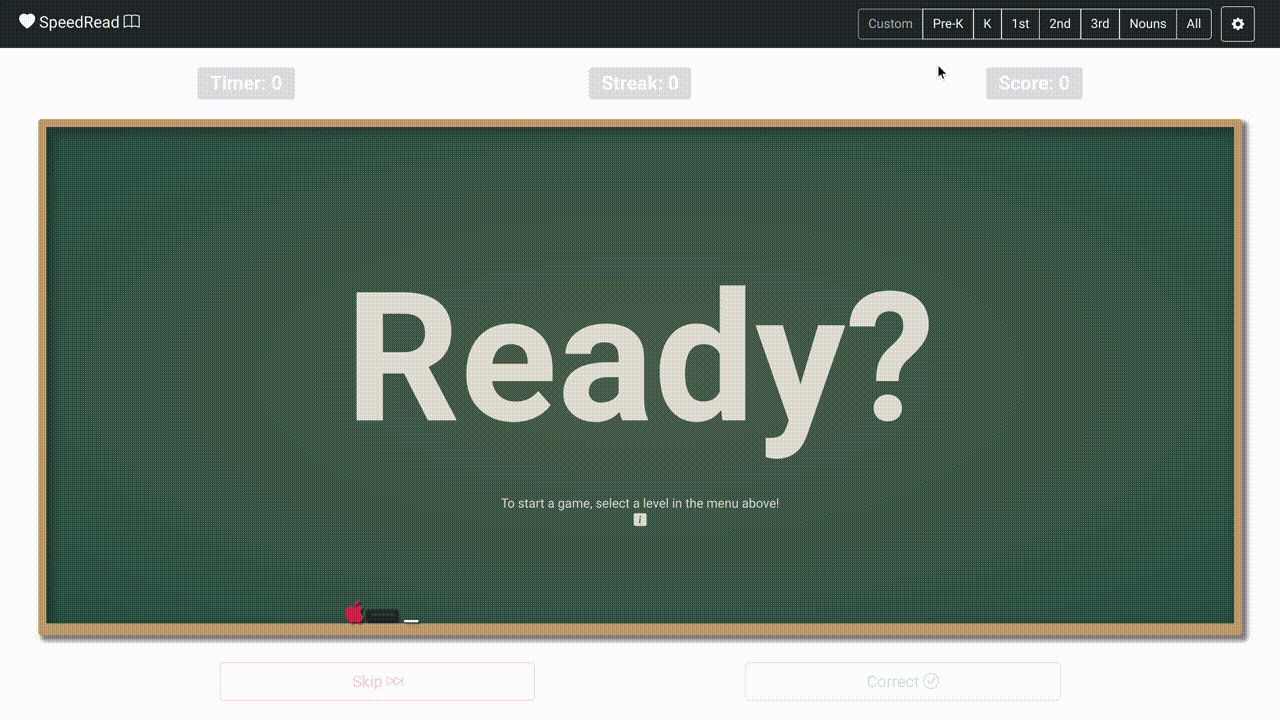 SpeedRead
Custom Pre-K K 1st 2nd 3rd Nouns All
Timer: 0 Streak: 0 Score: 0
Ready?
To start a game, select a level in the menu above!
i
Skip Correct